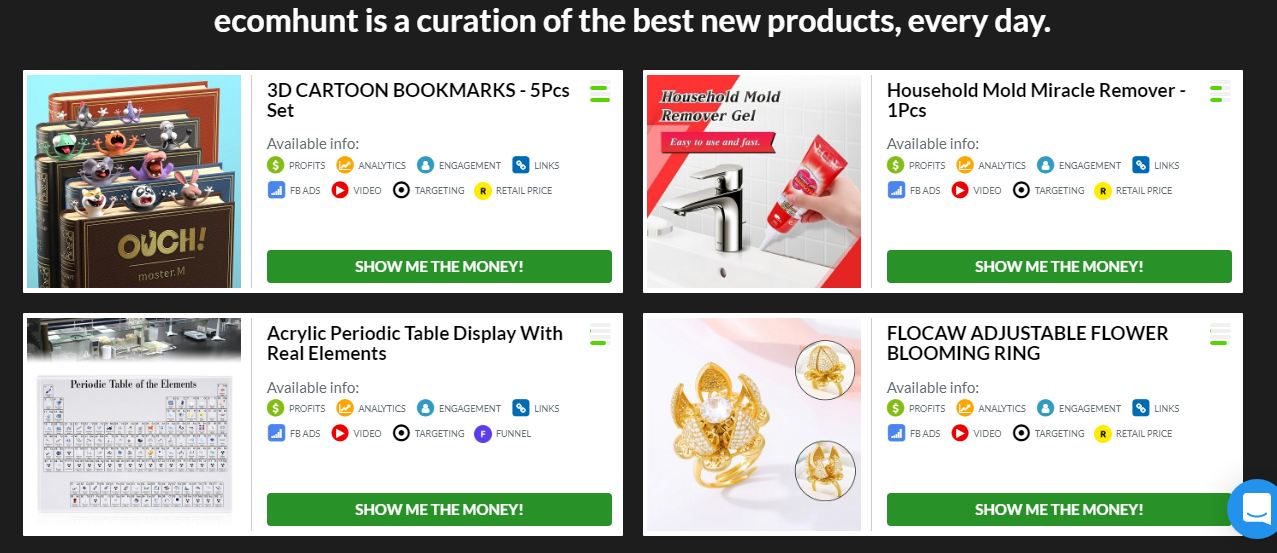 ecomhunt is a curation of the best new products, every day.
3D CARTOON BOOKMARKS - 5Pcs
Set
Available info:
PROFITS ANALYTICS ENGAGEMENT LINKS
FB ADS VIDEO TARGETING R RETAIL PRICE
SHOW ME THE MONEY!
OUCH!
moster.M
Household Mold Miracle Remover -
1Pcs
Available info:
PROFITS ANALYTICS ENGAGEMENT LINKS
FB ADS VIDEO TARGETING R RETAIL PRICE
SHOW ME THE MONEY!
Household Mold
Remover Gel
Easy to use and fast.
Acrylic Periodic Table Display With
Real Elements
Available info:
PROFITS ANALYTICS ENGAGEMENT LINKS
FB ADS VIDEO TARGETING F FUNNEL
SHOW ME THE MONEY!
Periodic Table of the Elements
FLOCAW ADJUSTABLE FLOWER
BLOOMING RING
Available info:
PROFITS ANALYTICS ENGAGEMENT LINKS
FB ADS VIDEO TARGETING R RETAIL PRICE
SHOW ME THE MONEY!